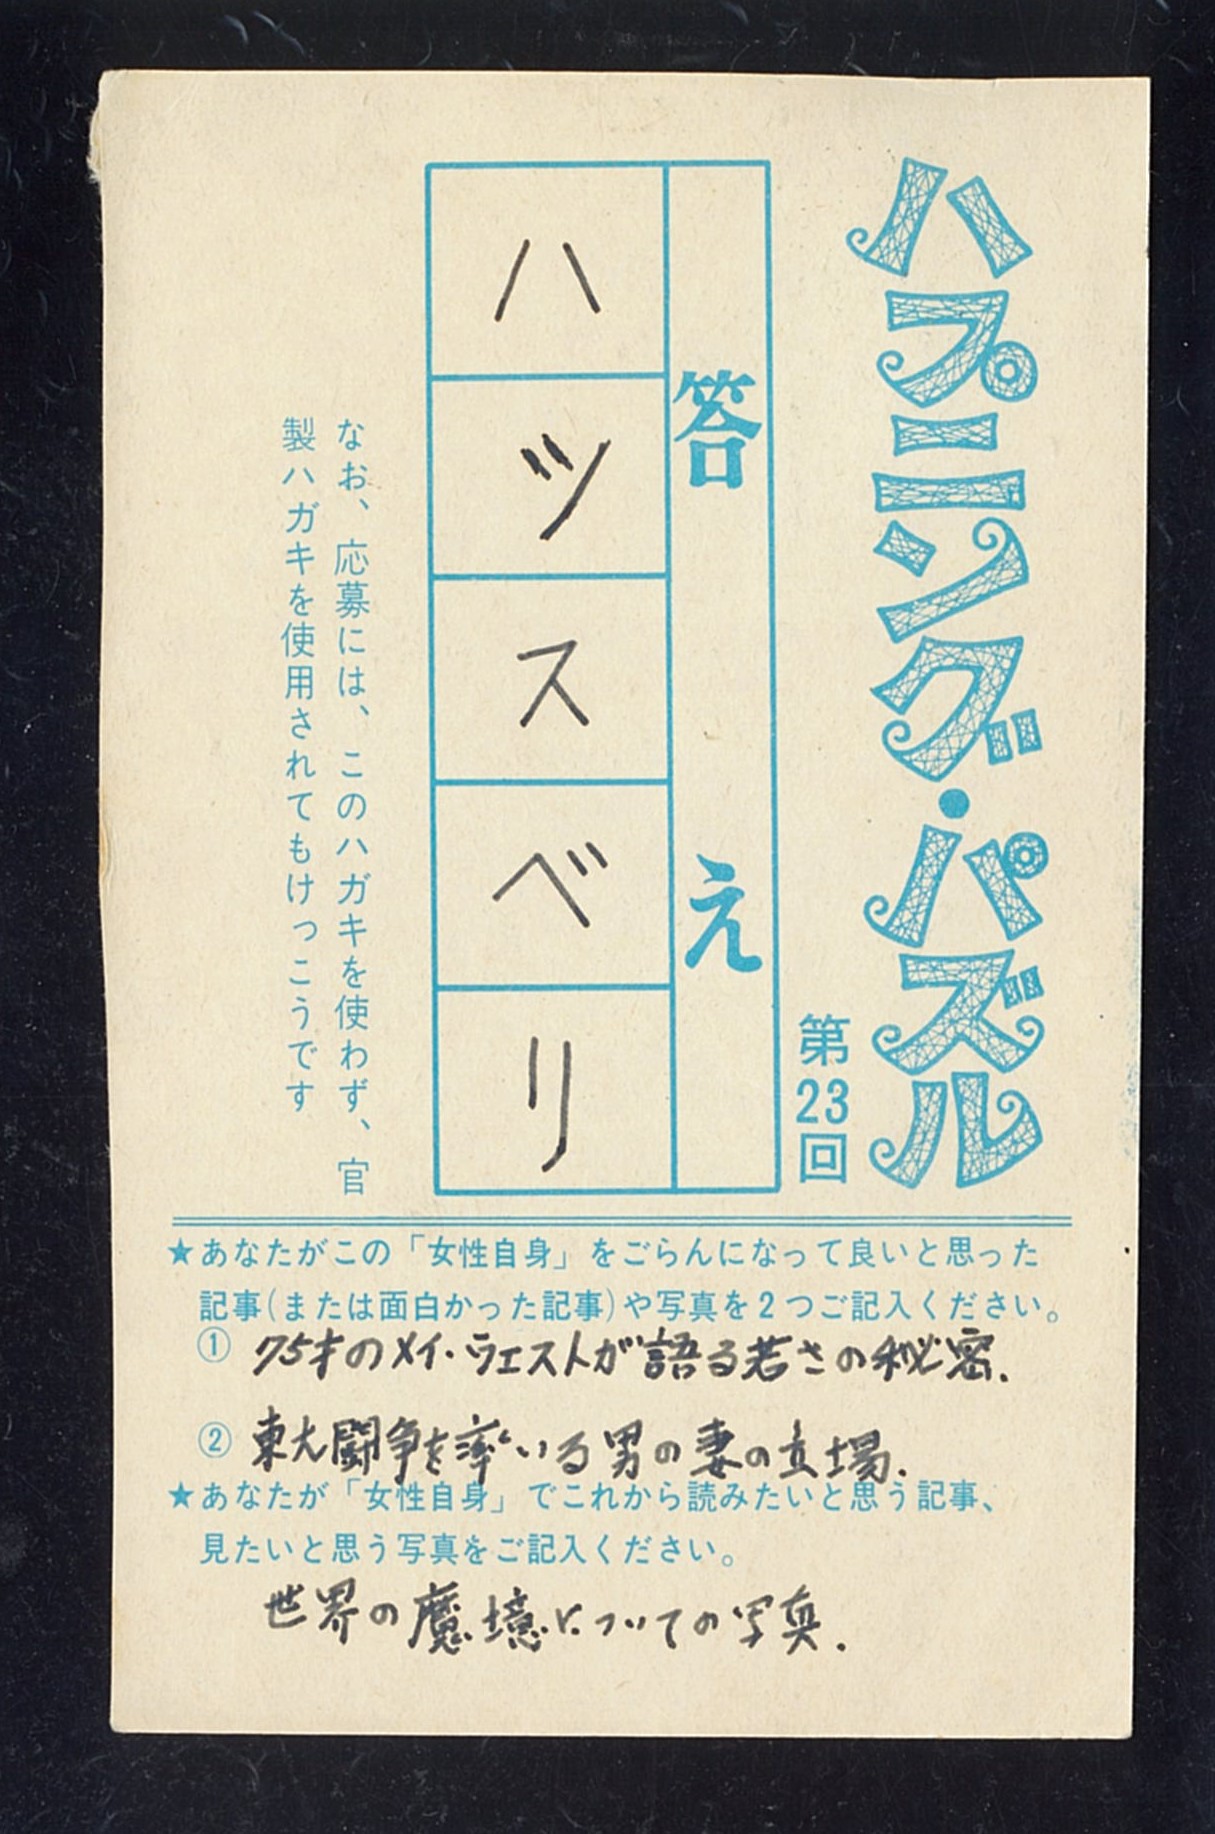 ハプニング・パズル
第23回
答え
ハ
ツ
ス
ベ
リ
なお、応募には、このハガキを使わず、官
製ハガキを使用されてもけっこうです
★あなたがこの「女性自身」をごらんになって良いと思った
記事(または面白かった記事)や写真を2つご記入ください。
① 75才のメイ・ウエストが語る若さの秘密.
② 東大闘争を率いる男の妻の立場.
★あなたが「女性自身」でこれから読みたいと思う記事、
見たいと思う写真をご記入ください。
世界の魔境についての写真.